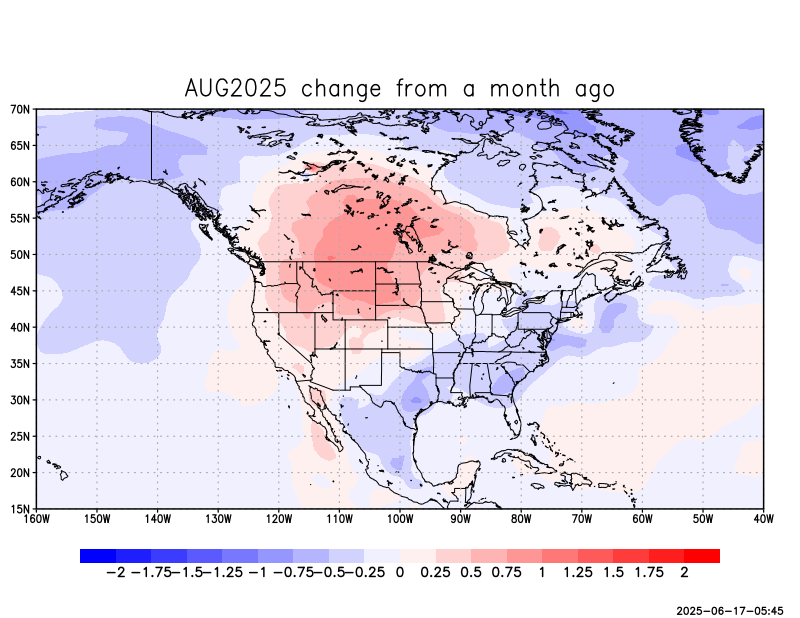 AUG2025 change from a month ago
70N
65N
60N
55N
50N
45N
40N
35N
30N
25N
20N
15N
160W 150W 140W 130W 120W 110W 100W 90W 80W 70W 60W 50W 40W
-2 -1.75 -1.5 -1.25 -1 -0.75 -0.5 -0.25 0 0.25 0.5 0.75 1 1.25 1.5 1.75 2
2025-06-17-05:45